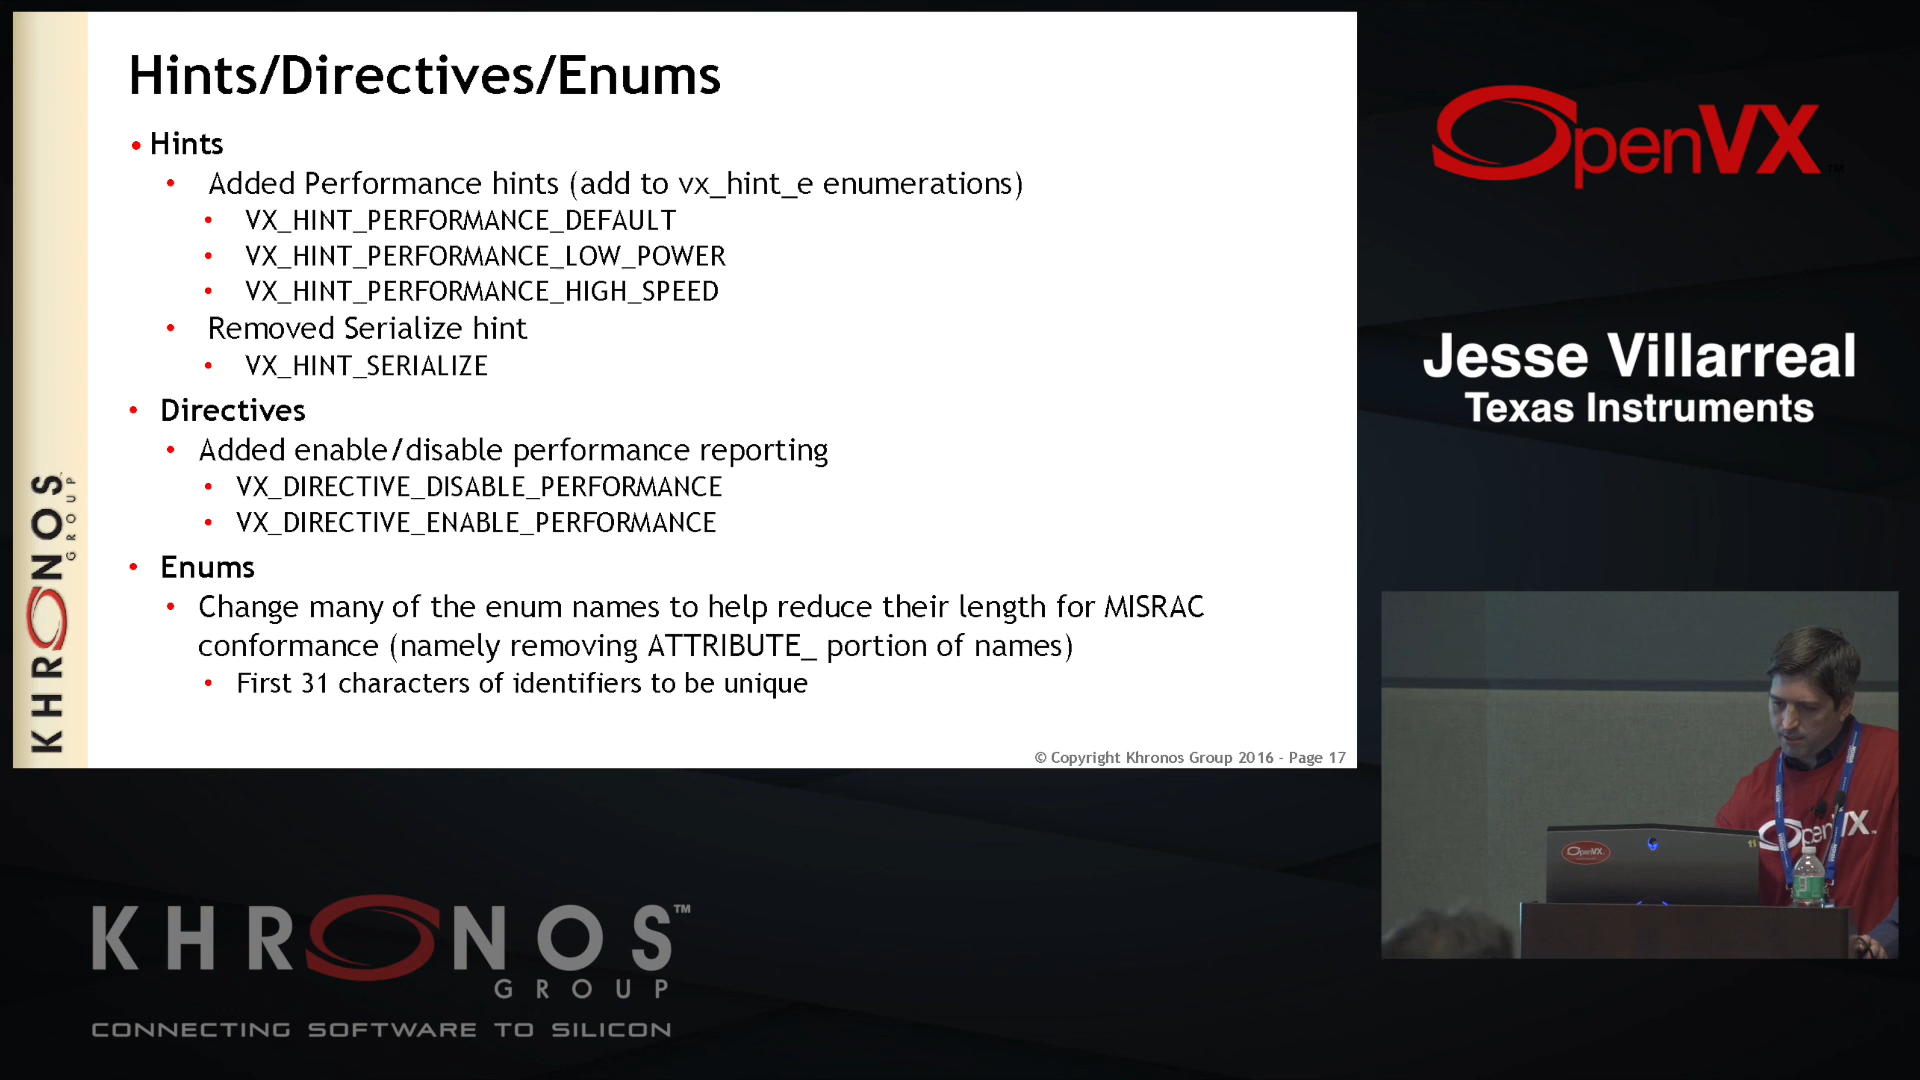 Hints/Directives/Enums
• Hints
• Added Performance hints (add to vx_hint_e enumerations)
• VX_HINT_PERFORMANCE_DEFAULT
• VX_HINT_PERFORMANCE_LOW_POWER
• VX_HINT_PERFORMANCE_HIGH_SPEED
• Removed Serialize hint
• VX_HINT_SERIALIZE
• Directives
• Added enable/disable performance reporting
• VX_DIRECTIVE_DISABLE_PERFORMANCE
• VX_DIRECTIVE_ENABLE_PERFORMANCE
• Enums
• Change many of the enum names to help reduce their length for MISRAC
conformance (namely removing ATTRIBUTE_ portion of names)
• First 31 characters of identifiers to be unique
© Copyright Khronos Group 2016 - Page 17
KHRONOS
GROUP
OpenVX™
Jesse Villarreal
Texas Instruments
OpenVX™
OpenVX
KHRONOS™
GROUP
CONNECTING SOFTWARE TO SILICON